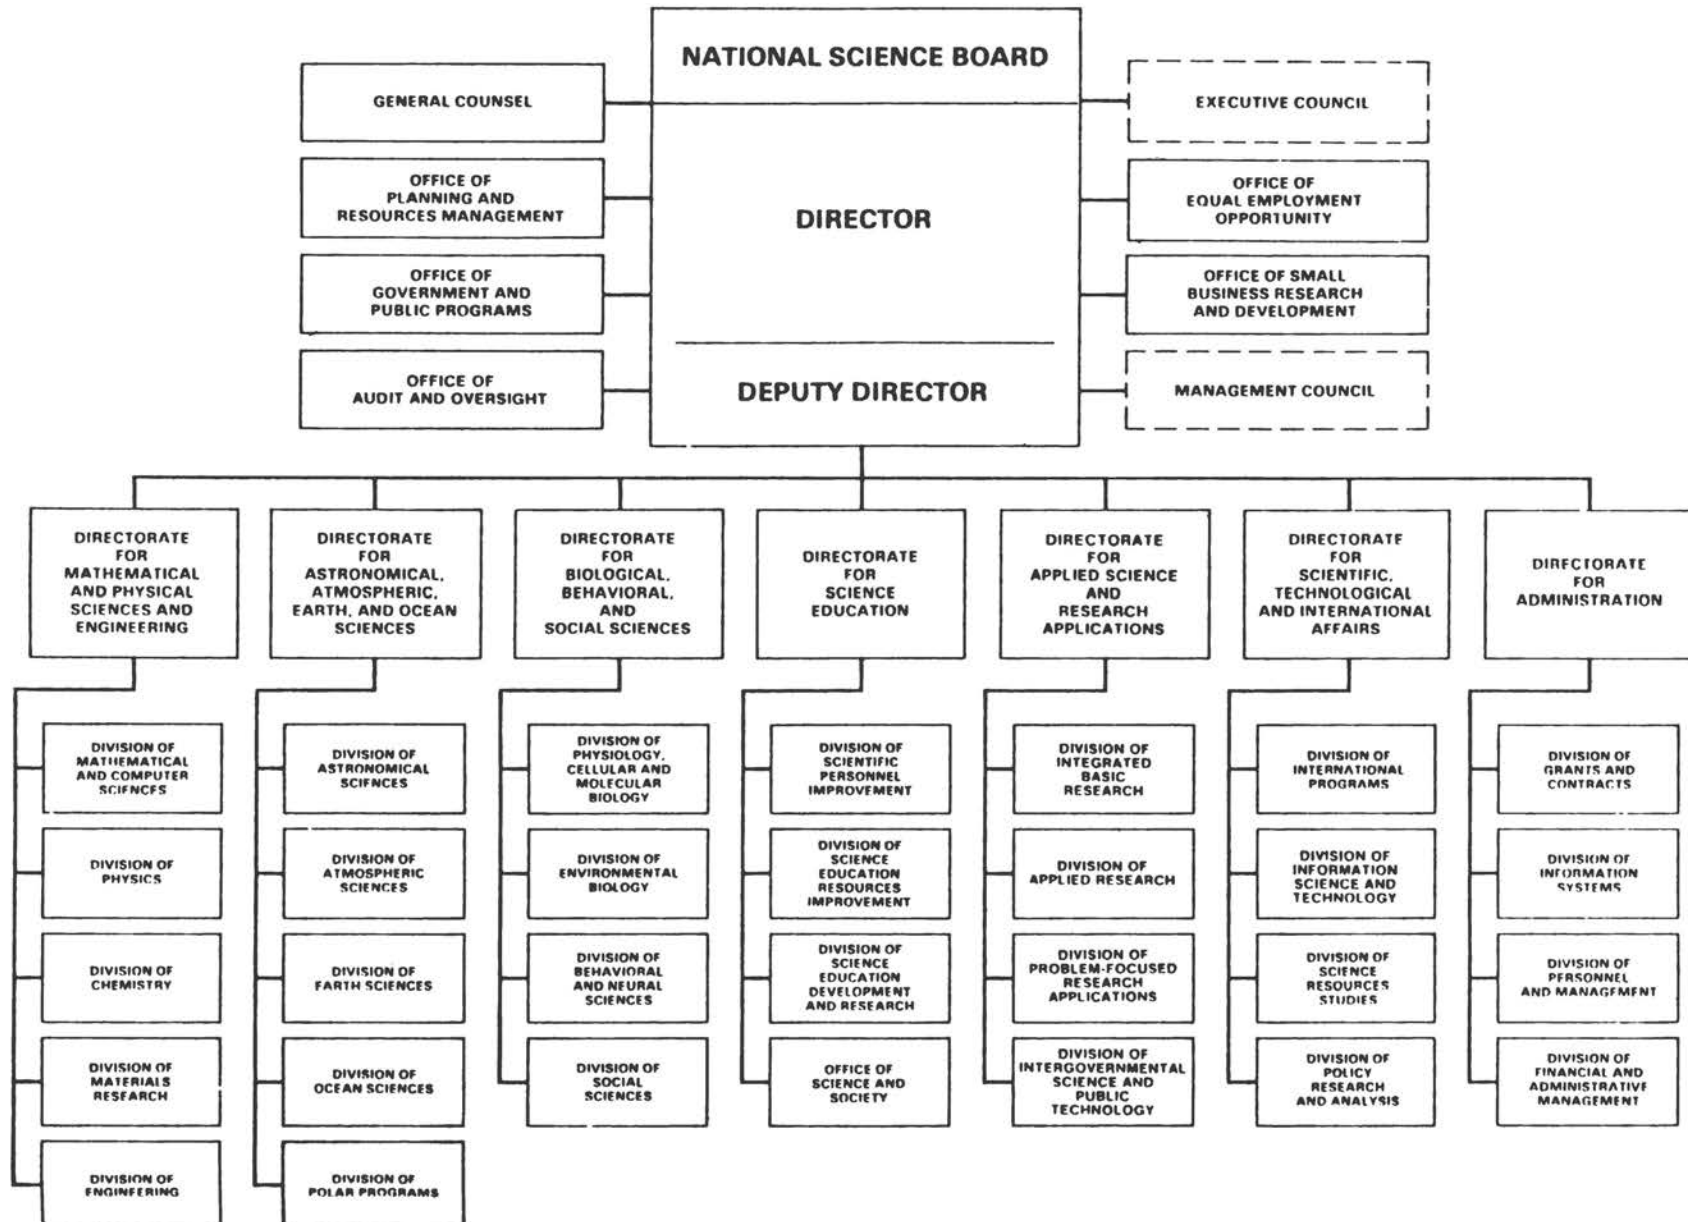 NATIONAL SCIENCE BOARD
GENERAL COUNSEL
EXECUTIVE COUNCIL
OFFICE OF
PLANNING AND
RESOURCES MANAGEMENT
DIRECTOR
OFFICE OF
EQUAL EMPLOYMENT
OPPORTUNITY
OFFICE OF
GOVERNMENT AND
PUBLIC PROGRAMS
OFFICE OF SMALL
BUSINESS RESEARCH
AND DEVELOPMENT
OFFICE OF
AUDIT AND OVERSIGHT
DEPUTY DIRECTOR
MANAGEMENT COUNCIL
DIRECTORATE
FOR
MATHEMATICAL
AND PHYSICAL
SCIENCES AND
ENGINEERING
DIRECTORATE
FOR
ASTRONOMICAL,
ATMOSPHERIC,
EARTH, AND OCEAN
SCIENCES
DIRECTORATE
FOR
BIOLOGICAL,
BEHAVIORAL,
AND
SOCIAL SCIENCES
DIRECTORATE
FOR
SCIENCE
EDUCATION
DIRECTORATE
FOR
APPLIED SCIENCE
AND
RESEARCH
APPLICATIONS
DIRECTORATE
FOR
SCIENTIFIC,
TECHNOLOGICAL
AND INTERNATIONAL
AFFAIRS
DIRECTORATE
FOR
ADMINISTRATION
DIVISION OF
MATHEMATICAL
AND COMPUTER
SCIENCES
DIVISION OF
ASTRONOMICAL
SCIENCES
DIVISION OF
PHYSIOLOGY,
CELLULAR AND
MOLECULAR
BIOLOGY
DIVISION OF
SCIENTIFIC
PERSONNEL
IMPROVEMENT
DIVISION OF
INTEGRATED
BASIC
RESEARCH
DIVISION OF
INTERNATIONAL
PROGRAMS
DIVISION OF
GRANTS AND
CONTRACTS
DIVISION OF
PHYSICS
DIVISION OF
ATMOSPHERIC
SCIENCES
DIVISION OF
ENVIRONMENTAL
BIOLOGY
DIVISION OF
SCIENCE
EDUCATION
RESOURCES
IMPROVEMENT
DIVISION OF
APPLIED RESEARCH
DIVISION OF
INFORMATION
SCIENCE AND
TECHNOLOGY
DIVISION OF
INFORMATION
SYSTEMS
DIVISION OF
CHEMISTRY
DIVISION OF
EARTH SCIENCES
DIVISION OF
BEHAVIORAL
AND NEURAL
SCIENCES
DIVISION OF
SCIENCE
EDUCATION
DEVELOPMENT
AND RESEARCH
DIVISION OF
PROBLEM-FOCUSED
RESEARCH
APPLICATIONS
DIVISION OF
SCIENCE
RESOURCES
STUDIES
DIVISION OF
PERSONNEL
AND MANAGEMENT
DIVISION OF
MATERIALS
RESEARCH
DIVISION OF
OCEAN SCIENCES
DIVISION OF
SOCIAL
SCIENCES
OFFICE OF
SCIENCE AND
SOCIETY
DIVISION OF
INTERGOVERNMENTAL
SCIENCE AND
PUBLIC
TECHNOLOGY
DIVISION OF
POLICY
RESEARCH
AND ANALYSIS
DIVISION OF
FINANCIAL AND
ADMINISTRATIVE
MANAGEMENT
DIVISION OF
ENGINEERING
DIVISION OF
POLAR PROGRAMS